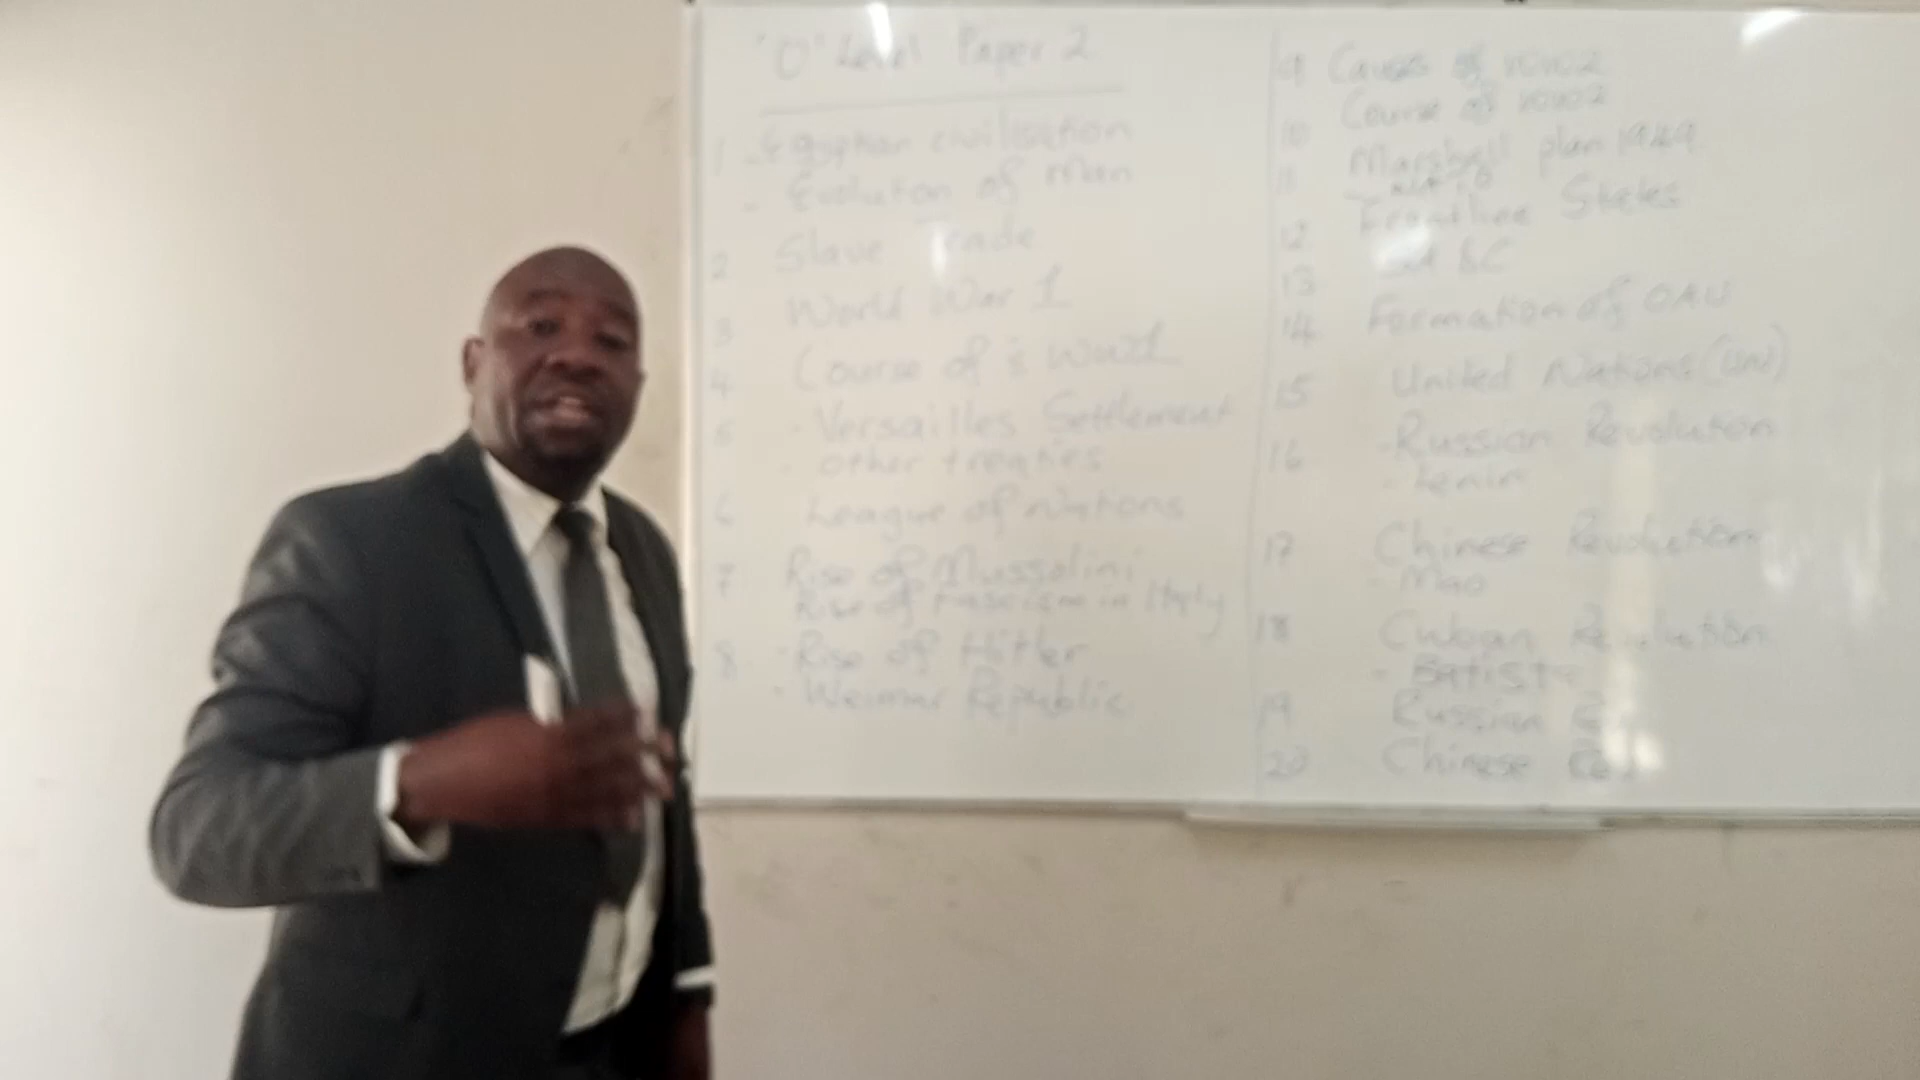 'O' Level Paper 2
1 - Egyptian civilisation
- Evolution of Man
2 Slave Trade
3 World War 1
4 Course of WW1
5 - Versailles Settlement
- other treaties
6 League of Nations
7 Rise of Mussolini
Rise of Fascism in Italy
8 - Rise of Hitler
- Weimar Republic
9 Causes of WW2
10 Course of WW2
11 Marshall plan 1949
12 Frontline States
13
14 Formation of OAU
15 United Nations (UN)
16 - Russian Revolution
- Lenin
17 Chinese Revolution
- Mao
18 Cuban Revolution
- Batist
19 Russian
20 Chinese